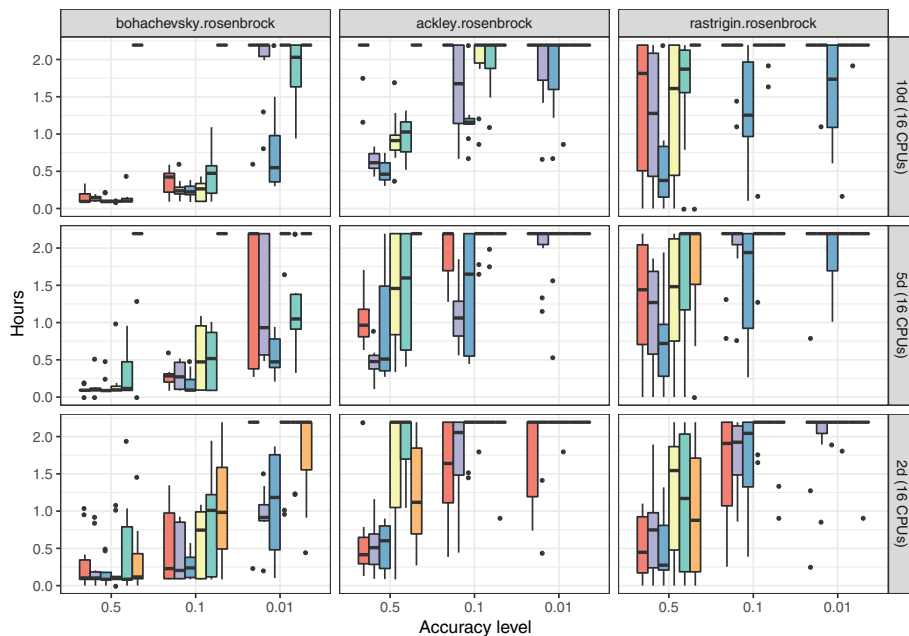 bohachevsky.rosenbrock
ackley.rosenbrock
rastrigin.rosenbrock
2.0
1.5
1.0
0.5
0.0
10d (16 CPUs)
2.0
1.5
1.0
0.5
0.0
5d (16 CPUs)
2.0
1.5
1.0
0.5
0.0
2d (16 CPUs)
Hours
0.5 0.1 0.01 0.5 0.1 0.01 0.5 0.1 0.01
Accuracy level